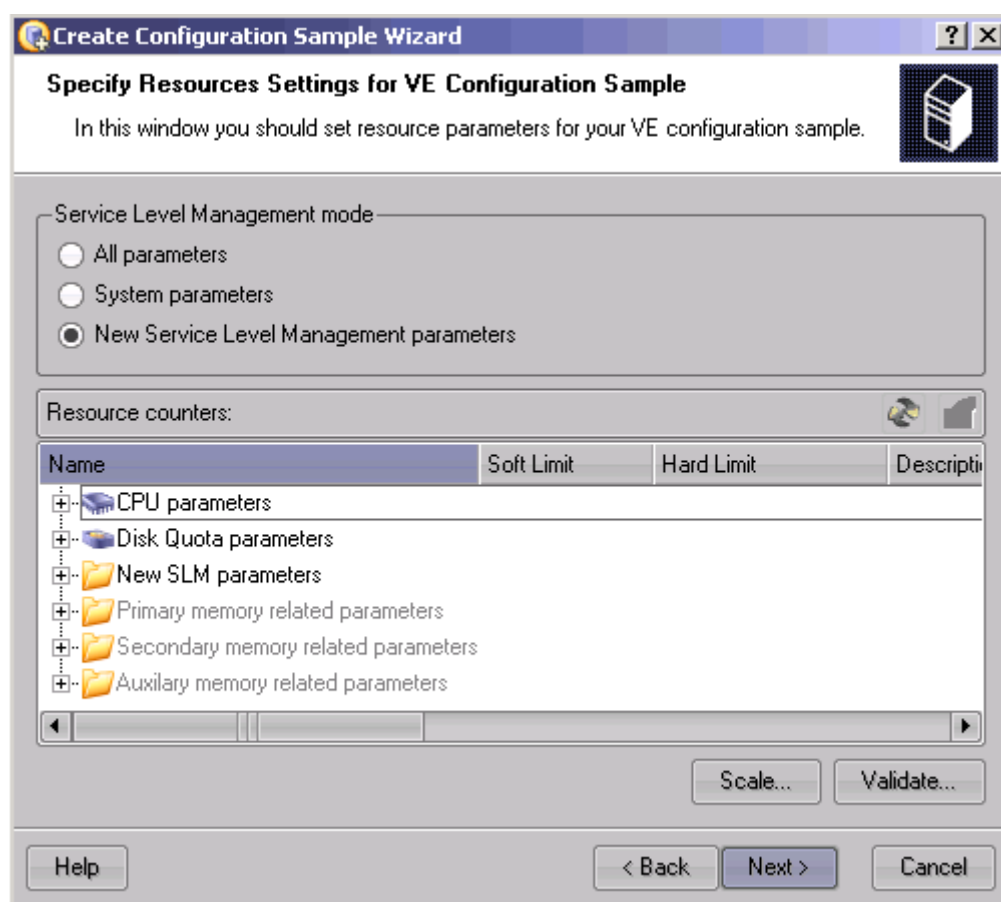 Create Configuration Sample Wizard
Specify Resources Settings for VE Configuration Sample
In this window you should set resource parameters for your VE configuration sample.
Service Level Management mode
All parameters
System parameters
New Service Level Management parameters
Resource counters:
Name Soft Limit Hard Limit Descripti
CPU parameters
Disk Quota parameters
New SLM parameters
Primary memory related parameters
Secondary memory related parameters
Auxilary memory related parameters
Scale... Validate...
Help < Back Next > Cancel